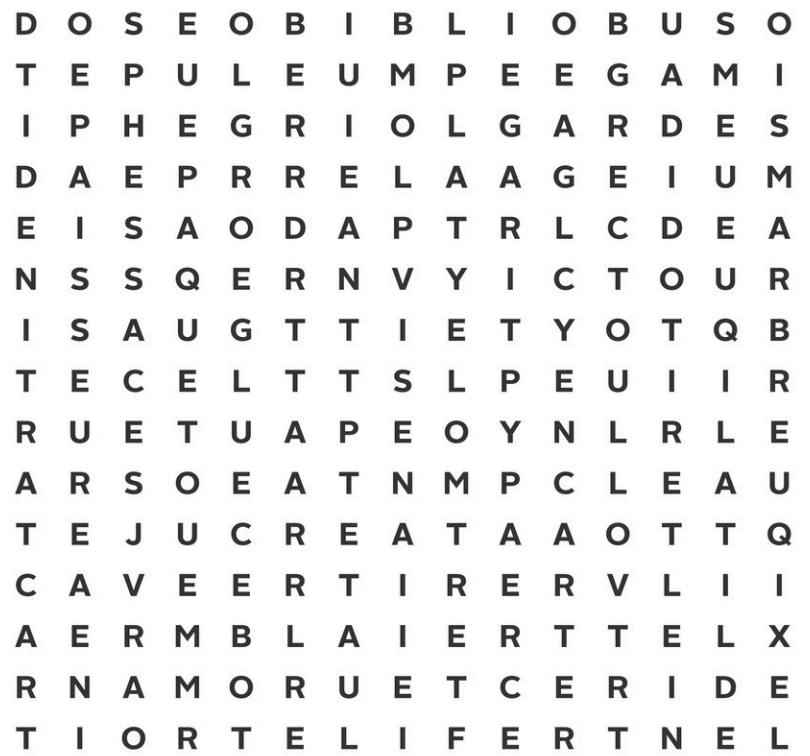 D O S E O B I B L I O B U S O
T E P U L E U M P E E G A M I
I P H E G R I O L G A R D E S
D A E P R R E L A A G E I U M
E I S A O D A P T R L C D E A
N S S Q E R N V Y I C T O U R
I S A U G T T I E T Y O T Q B
T E C E L T T S L P E U I I R
R U E T U A P E O Y N L R L E
A R S O E A T N M P C L E A U
T E J U C R E A T A A O T T Q
C A V E E R T I R E R V L I I
A E R M B L A I E R T T E L X
R N A M O R U E T C E R I D E
T I O R T E L I F E R T N E L